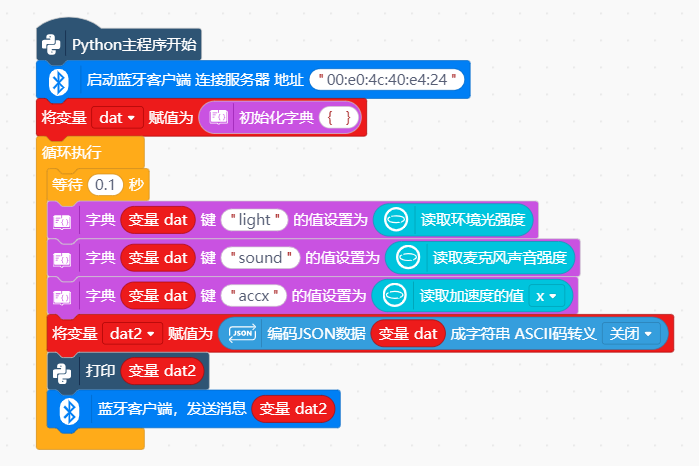 Python主程序开始
启动蓝牙客户端 连接服务器 地址 "00:e0:4c:40:e4:24"
将变量 dat 赋值为 {} 初始化字典 { }
循环执行
等待 0.1 秒
{} 字典 变量 dat 键 "light" 的值设置为 读取环境光强度
{} 字典 变量 dat 键 "sound" 的值设置为 读取麦克风声音强度
{} 字典 变量 dat 键 "accx" 的值设置为 读取加速度的值 x
将变量 dat2 赋值为 JSON 编码JSON数据 变量 dat 成字符串 ASCII码转义 关闭
打印 变量 dat2
蓝牙客户端，发送消息 变量 dat2